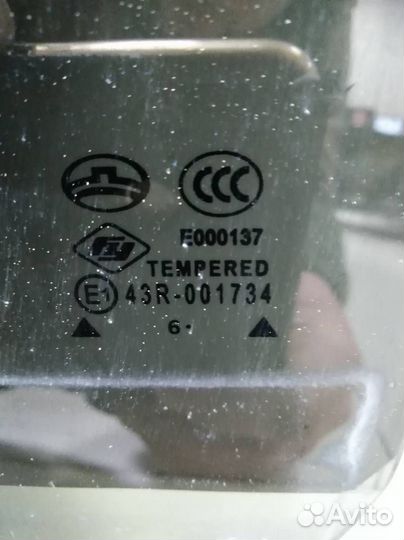 CCC
E000137
FY
TEMPERED
E1 43R-001734
6.
Avito